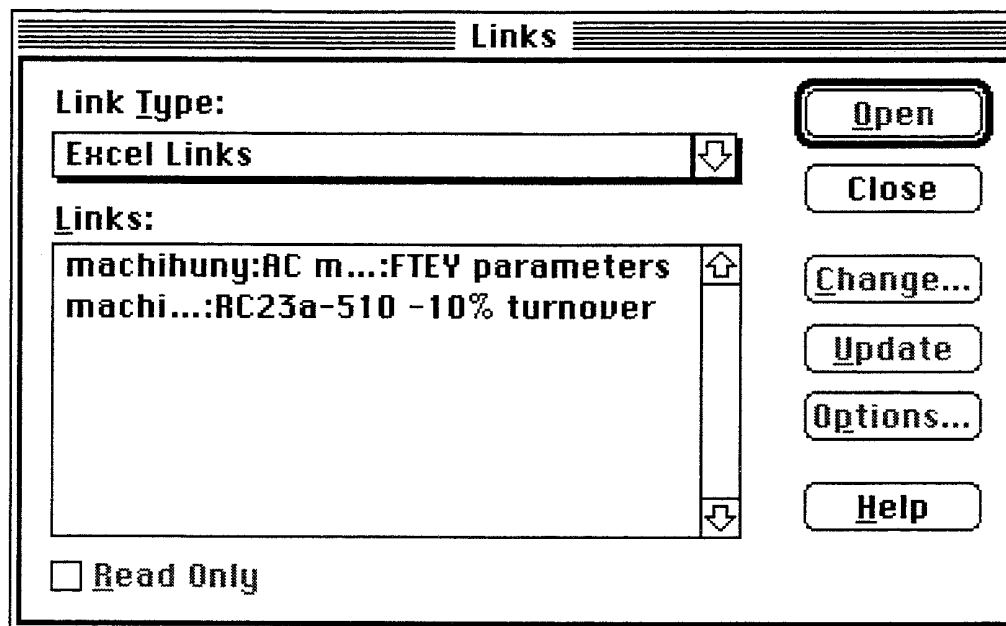 Links
Link Type:
Excel Links
Links:
machihuny:AC m...:FTEY parameters
machi...:RC23a-510 -10% turnover
Read Only
Open
Close
Change...
Update
Options...
Help